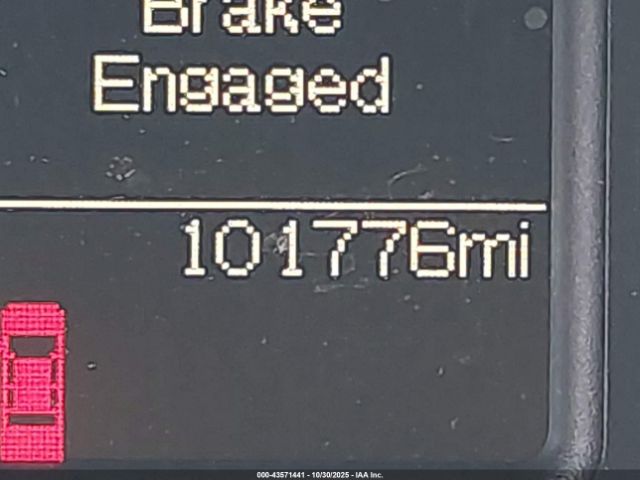 Brake
Engaged
101776mi
000-43571441 - 10/30/2025 - IAA Inc.